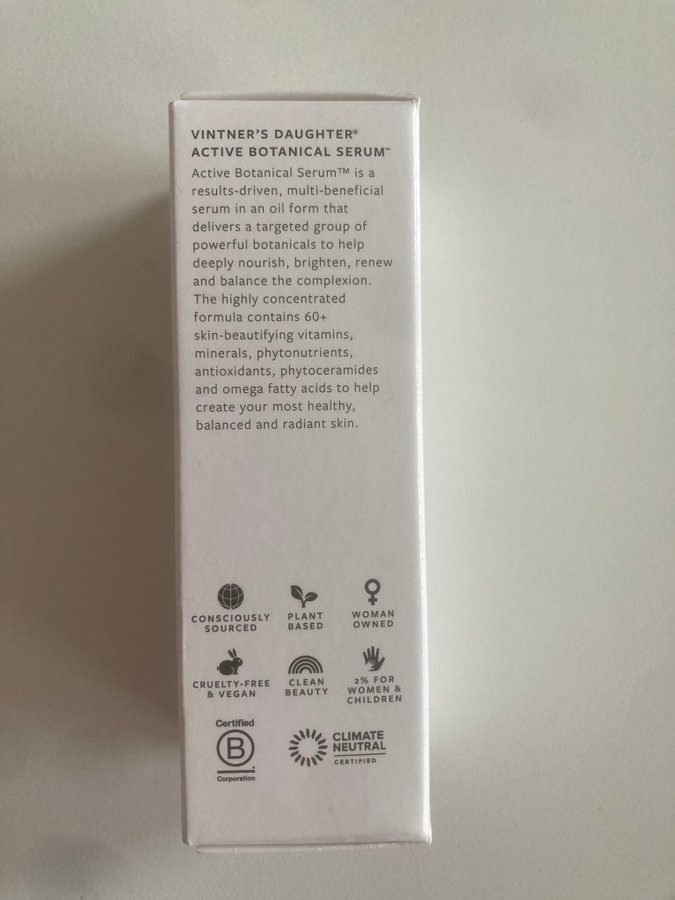 VINTNER'S DAUGHTER®
ACTIVE BOTANICAL SERUM™
Active Botanical Serum™ is a
results-driven, multi-beneficial
serum in an oil form that
delivers a targeted group of
powerful botanicals to help
deeply nourish, brighten, renew
and balance the complexion.
The highly concentrated
formula contains 60+
skin-beautifying vitamins,
minerals, phytonutrients,
antioxidants, phytoceramides
and omega fatty acids to help
create your most healthy,
balanced and radiant skin.
CONSCIOUSLY
SOURCED
PLANT
BASED
WOMAN
OWNED
CRUELTY-FREE
& VEGAN
CLEAN
BEAUTY
2% FOR
WOMEN &
CHILDREN
Certified
B
Corporation
CLIMATE
NEUTRAL
CERTIFIED